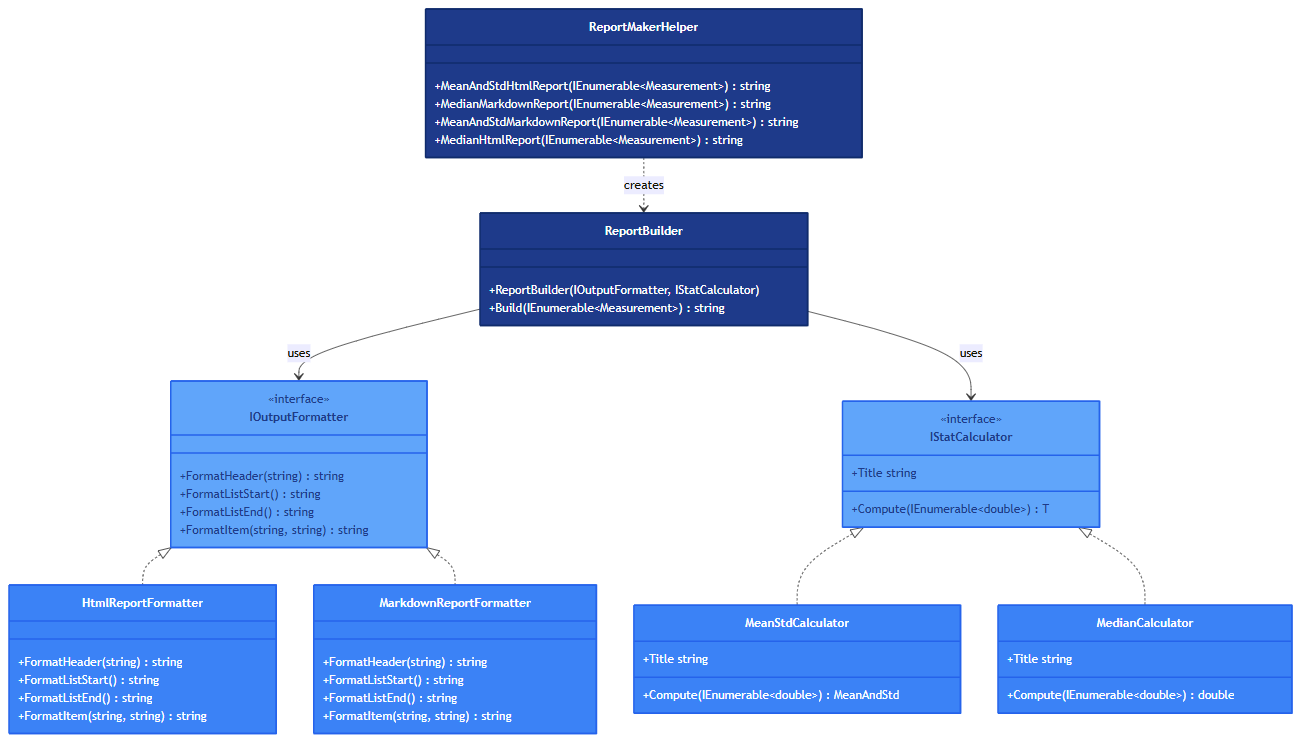 ReportMakerHelper
+MeanAndStdHtmlReport(IEnumerable<Measurement>) : string
+MedianMarkdownReport(IEnumerable<Measurement>) : string
+MeanAndStdMarkdownReport(IEnumerable<Measurement>) : string
+MedianHtmlReport(IEnumerable<Measurement>) : string
creates
ReportBuilder
+ReportBuilder(IOutputFormatter, IStatCalculator)
+Build(IEnumerable<Measurement>) : string
uses
uses
«interface»
IOutputFormatter
+FormatHeader(string) : string
+FormatListStart() : string
+FormatListEnd() : string
+FormatItem(string, string) : string
«interface»
IStatCalculator
+Title string
+Compute(IEnumerable<double>) : T
HtmlReportFormatter
+FormatHeader(string) : string
+FormatListStart() : string
+FormatListEnd() : string
+FormatItem(string, string) : string
MarkdownReportFormatter
+FormatHeader(string) : string
+FormatListStart() : string
+FormatListEnd() : string
+FormatItem(string, string) : string
MeanStdCalculator
+Title string
+Compute(IEnumerable<double>) : MeanAndStd
MedianCalculator
+Title string
+Compute(IEnumerable<double>) : double